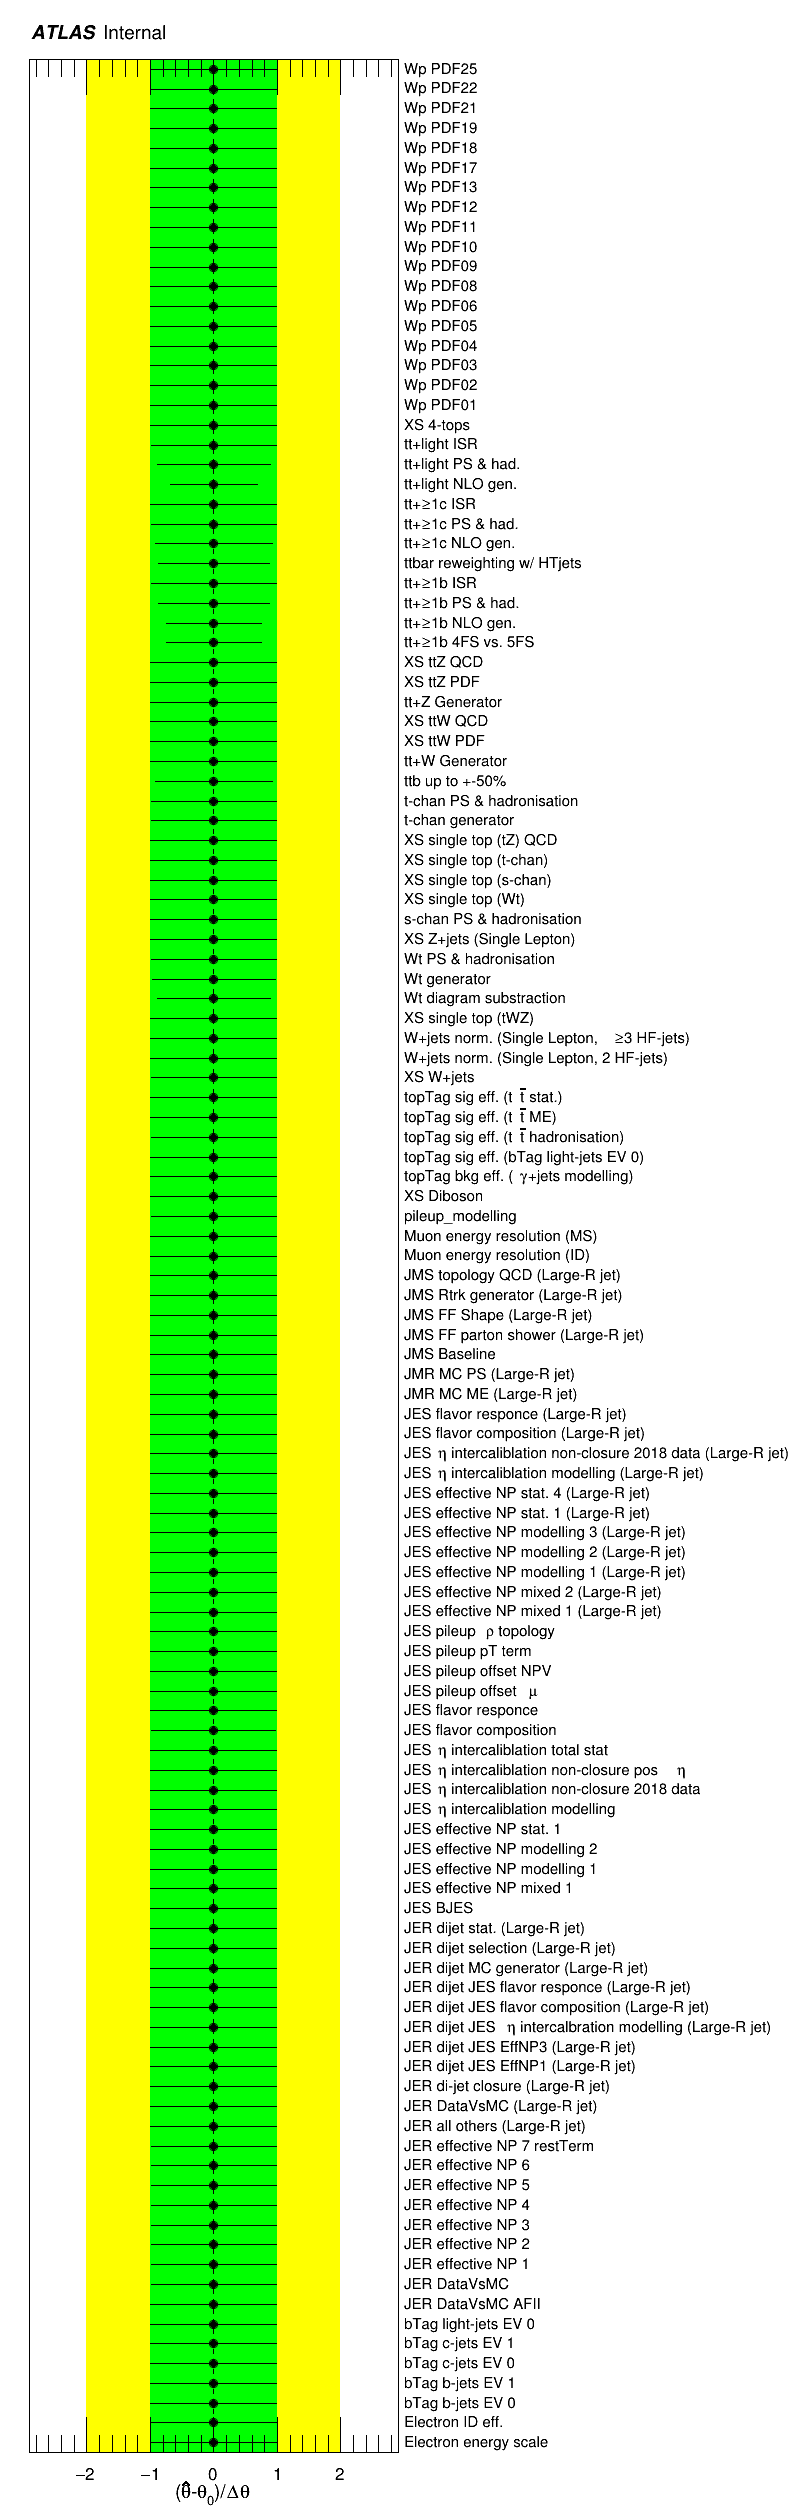 ATLAS Internal
Wp PDF25
Wp PDF22
Wp PDF21
Wp PDF19
Wp PDF18
Wp PDF17
Wp PDF13
Wp PDF12
Wp PDF11
Wp PDF10
Wp PDF09
Wp PDF08
Wp PDF06
Wp PDF05
Wp PDF04
Wp PDF03
Wp PDF02
Wp PDF01
XS 4-tops
tt+light ISR
tt+light PS & had.
tt+light NLO gen.
tt+≥1c ISR
tt+≥1c PS & had.
tt+≥1c NLO gen.
ttbar reweighting w/ HTjets
tt+≥1b ISR
tt+≥1b PS & had.
tt+≥1b NLO gen.
tt+≥1b 4FS vs. 5FS
XS ttZ QCD
XS ttZ PDF
tt+Z Generator
XS ttW QCD
XS ttW PDF
tt+W Generator
ttb up to +-50%
t-chan PS & hadronisation
t-chan generator
XS single top (tZ) QCD
XS single top (t-chan)
XS single top (s-chan)
XS single top (Wt)
s-chan PS & hadronisation
XS Z+jets (Single Lepton)
Wt PS & hadronisation
Wt generator
Wt diagram substraction
XS single top (tWZ)
W+jets norm. (Single Lepton, ≥3 HF-jets)
W+jets norm. (Single Lepton, 2 HF-jets)
XS W+jets
topTag sig eff. (t t̄ stat.)
topTag sig eff. (t t̄ ME)
topTag sig eff. (t t̄ hadronisation)
topTag sig eff. (bTag light-jets EV 0)
topTag bkg eff. ( γ+jets modelling)
XS Diboson
pileup_modelling
Muon energy resolution (MS)
Muon energy resolution (ID)
JMS topology QCD (Large-R jet)
JMS Rtrk generator (Large-R jet)
JMS FF Shape (Large-R jet)
JMS FF parton shower (Large-R jet)
JMS Baseline
JMR MC PS (Large-R jet)
JMR MC ME (Large-R jet)
JES flavor responce (Large-R jet)
JES flavor composition (Large-R jet)
JES η intercaliblation non-closure 2018 data (Large-R jet)
JES η intercaliblation modelling (Large-R jet)
JES effective NP stat. 4 (Large-R jet)
JES effective NP stat. 1 (Large-R jet)
JES effective NP modelling 3 (Large-R jet)
JES effective NP modelling 2 (Large-R jet)
JES effective NP modelling 1 (Large-R jet)
JES effective NP mixed 2 (Large-R jet)
JES effective NP mixed 1 (Large-R jet)
JES pileup ρ topology
JES pileup pT term
JES pileup offset NPV
JES pileup offset μ
JES flavor responce
JES flavor composition
JES η intercaliblation total stat
JES η intercaliblation non-closure pos η
JES η intercaliblation non-closure 2018 data
JES η intercaliblation modelling
JES effective NP stat. 1
JES effective NP modelling 2
JES effective NP modelling 1
JES effective NP mixed 1
JES BJES
JER dijet stat. (Large-R jet)
JER dijet selection (Large-R jet)
JER dijet MC generator (Large-R jet)
JER dijet JES flavor responce (Large-R jet)
JER dijet JES flavor composition (Large-R jet)
JER dijet JES η intercalbration modelling (Large-R jet)
JER dijet JES EffNP3 (Large-R jet)
JER dijet JES EffNP1 (Large-R jet)
JER di-jet closure (Large-R jet)
JER DataVsMC (Large-R jet)
JER all others (Large-R jet)
JER effective NP 7 restTerm
JER effective NP 6
JER effective NP 5
JER effective NP 4
JER effective NP 3
JER effective NP 2
JER effective NP 1
JER DataVsMC
JER DataVsMC AFII
bTag light-jets EV 0
bTag c-jets EV 1
bTag c-jets EV 0
bTag b-jets EV 1
bTag b-jets EV 0
Electron ID eff.
Electron energy scale
−2 −1 0 1 2
(θ̂-θ₀)/Δθ